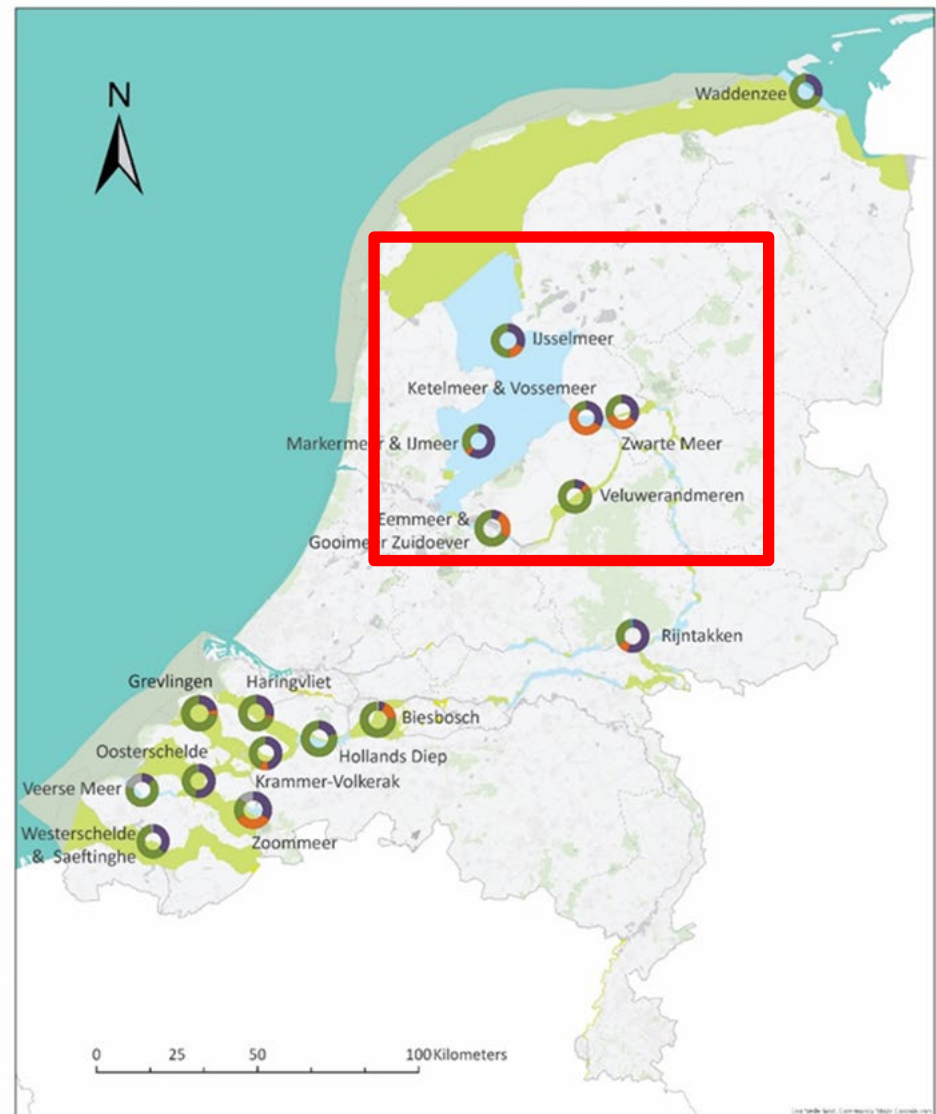 N
Waddenzee
IJsselmeer
Ketelmeer & Vossemeer
Markermeer & IJmeer
Zwarte Meer
Veluwerandmeren
Eemmeer &
Gooimeer Zuidoever
Rijntakken
Grevlingen
Haringvliet
Biesbosch
Oosterschelde
Hollands Diep
Krammer-Volkerak
Veerse Meer
Westerschelde
& Saeftinghe
Zoommeer
0 25 50 100 Kilometers